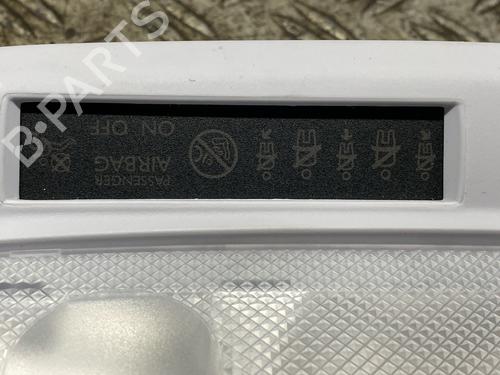 B-PARTS
PASSENGER
AIRBAG
ON OFF